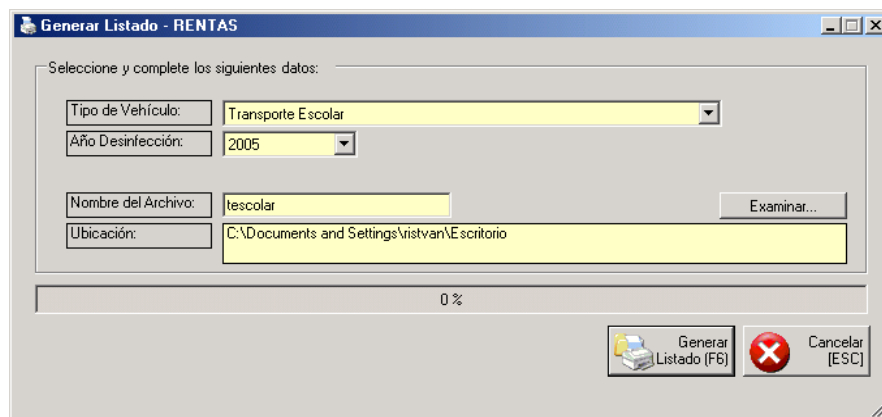 Generar Listado - RENTAS
Seleccione y complete los siguientes datos:
Tipo de Vehículo: Transporte Escolar
Año Desinfección: 2005
Nombre del Archivo: tescolar Examinar...
Ubicación: C:\Documents and Settings\ristvan\Escritorio
0 %
Generar Listado (F6)
Cancelar [ESC]